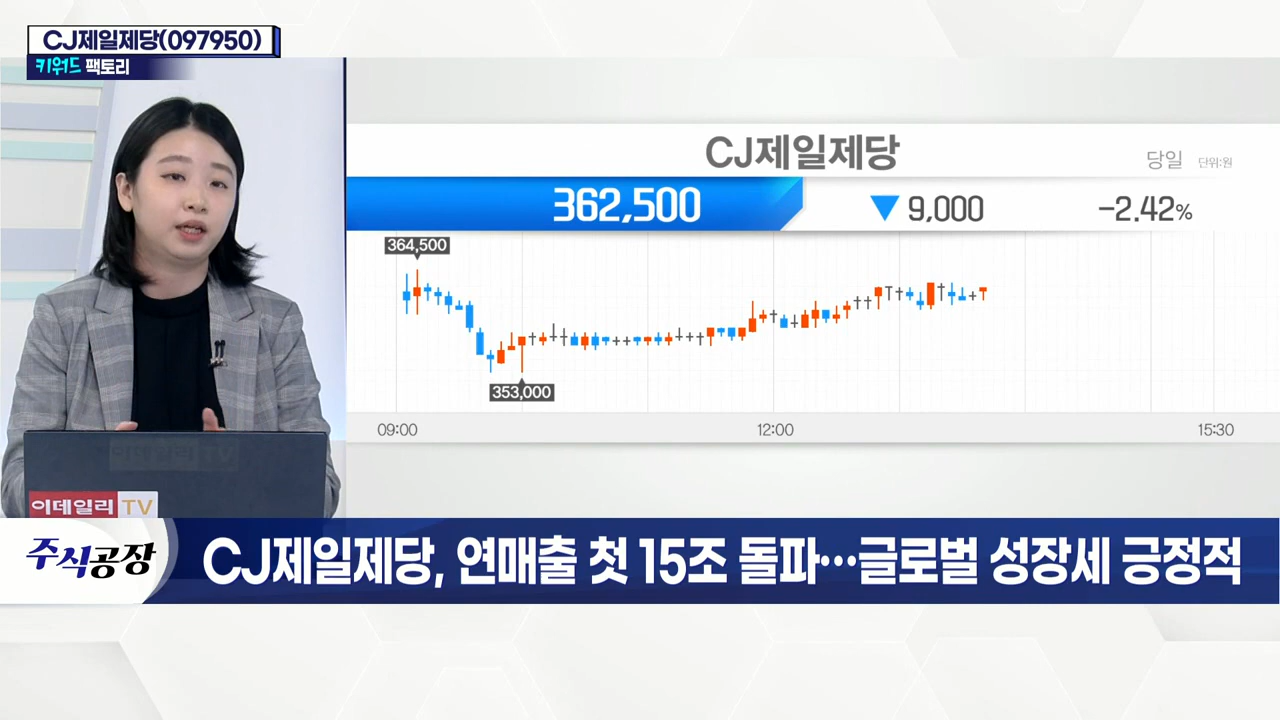 CJ제일제당(097950)
키워드 팩토리
CJ제일제당
당일 단위:원
362,500 ▼ 9,000 -2.42%
364,500
353,000
09:00 12:00 15:30
이데일리 TV
이데일리 TV
주식공장
CJ제일제당, 연매출 첫 15조 돌파…글로벌 성장세 긍정적